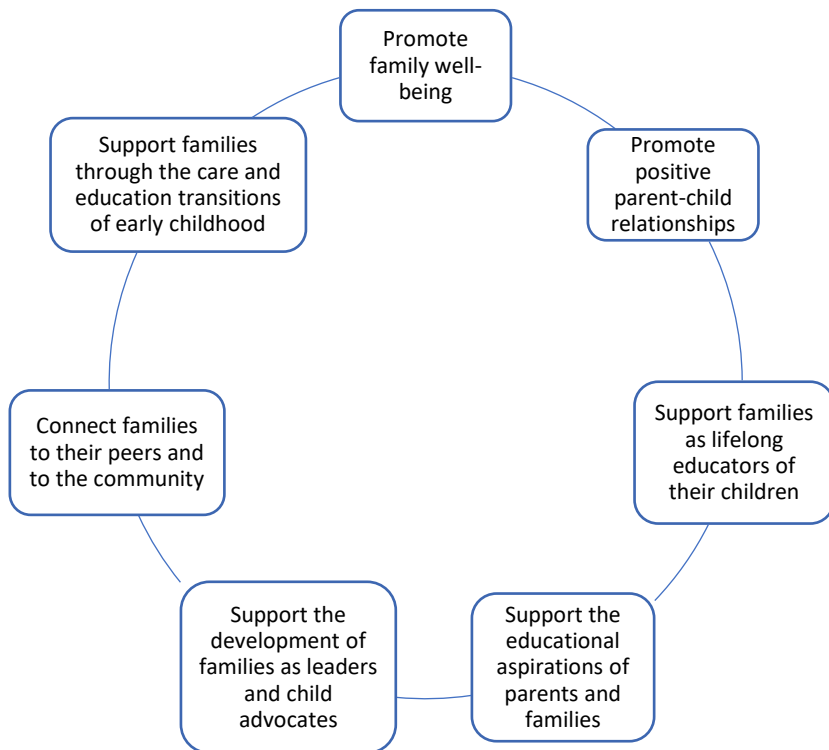 Promote
family well-
being
Promote
positive
parent-child
relationships
Support families
as lifelong
educators of
their children
Support the
educational
aspirations of
parents and
families
Support the
development of
families as leaders
and child
advocates
Connect families
to their peers and
to the community
Support families
through the care and
education transitions
of early childhood